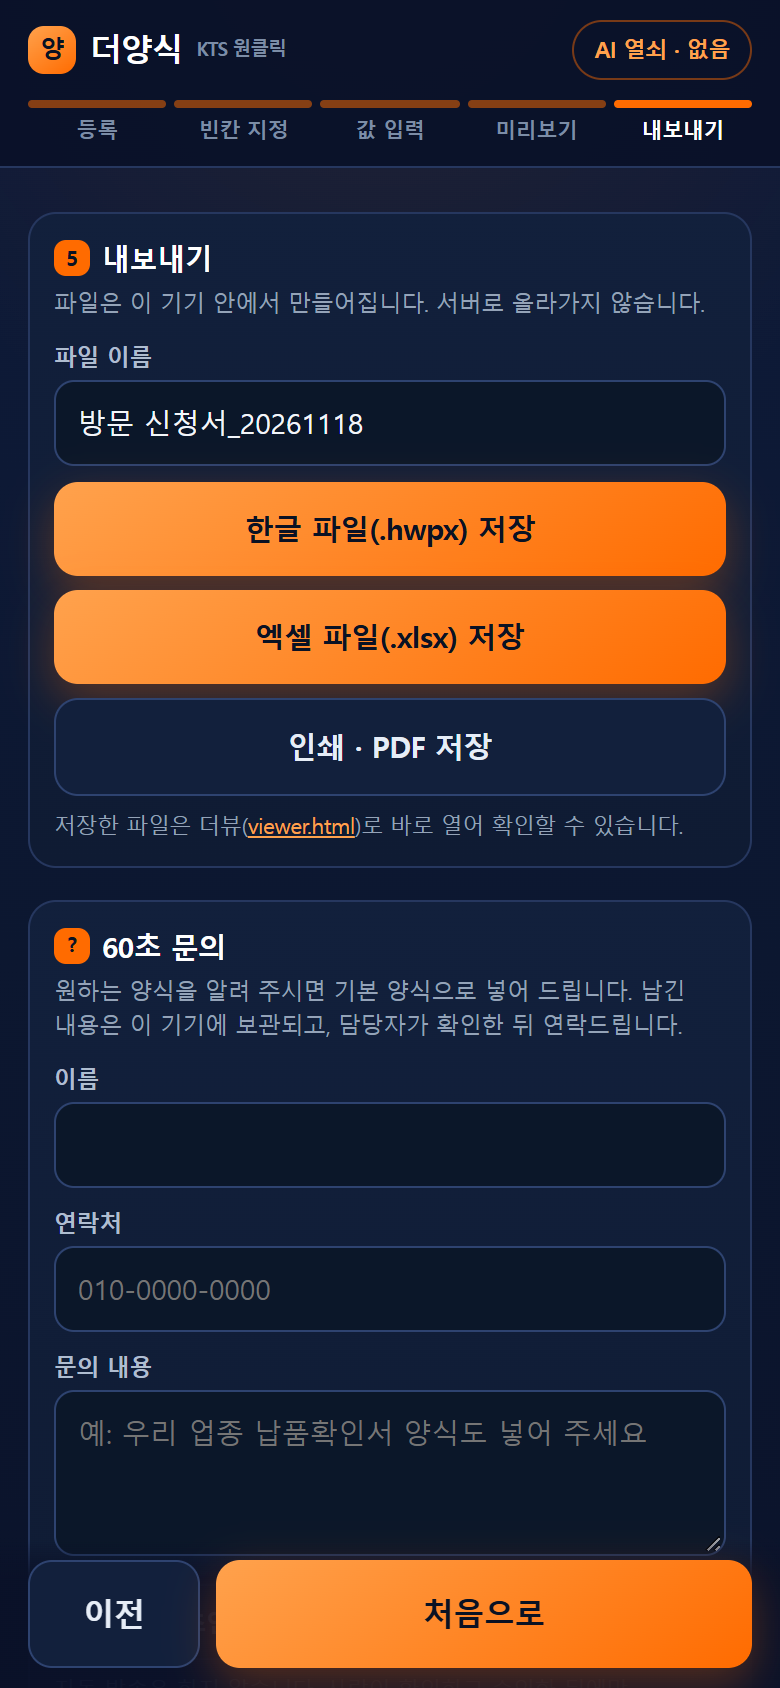 양 더양식 KTS 원클릭 AI 열쇠 · 없음
등록 빈칸 지정 값 입력 미리보기 내보내기
5 내보내기
파일은 이 기기 안에서 만들어집니다. 서버로 올라가지 않습니다.
파일 이름
방문 신청서_20261118
한글 파일(.hwpx) 저장
엑셀 파일(.xlsx) 저장
인쇄 · PDF 저장
저장한 파일은 더뷰(viewer.html)로 바로 열어 확인할 수 있습니다.
? 60초 문의
원하는 양식을 알려 주시면 기본 양식으로 넣어 드립니다. 남긴
내용은 이 기기에 보관되고, 담당자가 확인한 뒤 연락드립니다.
이름
연락처
010-0000-0000
문의 내용
예: 우리 업종 납품확인서 양식도 넣어 주세요
이전 처음으로